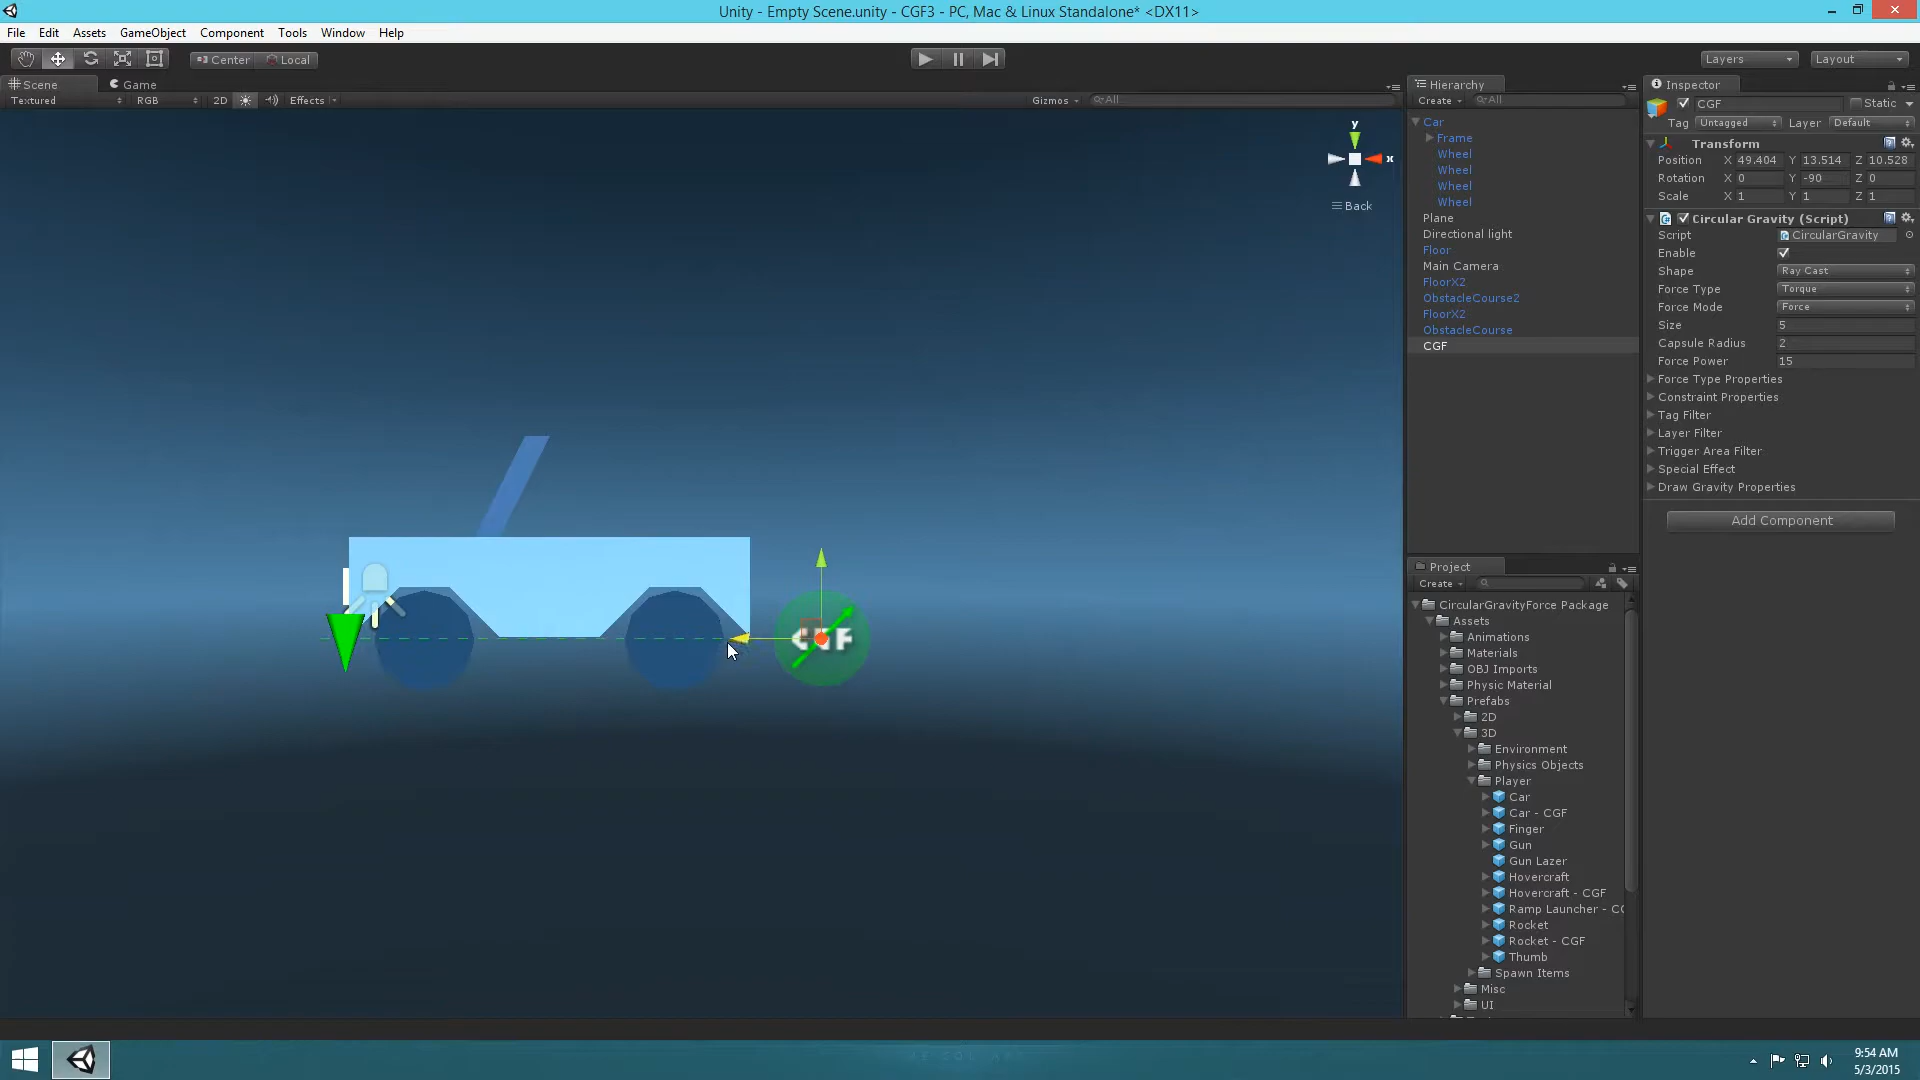 Unity - Empty Scene.unity - CGF3 - PC, Mac & Linux Standalone* <DX11>
File Edit Assets GameObject Component Tools Window Help
Center Local
Layers Layout
Scene Game
Textured RGB 2D Effects Gizmos All
y
x
Back
CGF
Hierarchy
Create All
Car
Frame
Wheel
Wheel
Wheel
Wheel
Plane
Directional light
Floor
Main Camera
FloorX2
ObstacleCourse2
FloorX2
ObstacleCourse
CGF
Project
Create
CircularGravityForce Package
Assets
Animations
Materials
OBJ Imports
Physic Material
Prefabs
2D
3D
Environment
Physics Objects
Player
Car
Car - CGF
Finger
Gun
Gun Lazer
Hovercraft
Hovercraft - CGF
Ramp Launcher - CG
Rocket
Rocket - CGF
Thumb
Spawn Items
Misc
UI
Inspector
CGF Static
Tag Untagged Layer Default
Transform
Position X 49.404 Y 13.514 Z 10.528
Rotation X 0 Y -90 Z 0
Scale X 1 Y 1 Z 1
Circular Gravity (Script)
Script CircularGravity
Enable
Shape Ray Cast
Force Type Torque
Force Mode Force
Size 5
Capsule Radius 2
Force Power 15
Force Type Properties
Constraint Properties
Tag Filter
Layer Filter
Trigger Area Filter
Special Effect
Draw Gravity Properties
Add Component
9:54 AM
5/3/2015